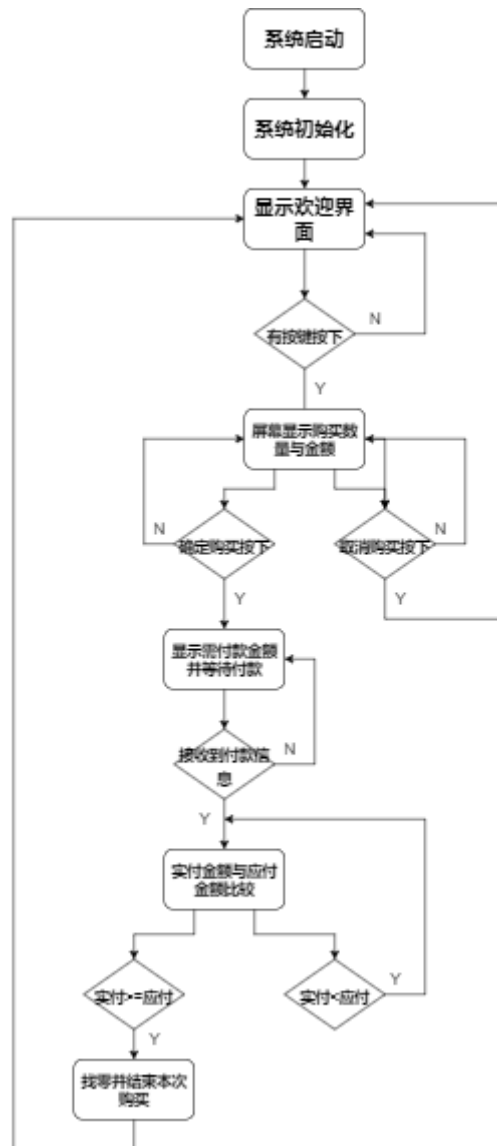 系统启动
系统初始化
显示欢迎界
面
有按键按下
N
Y
屏幕显示购买数
量与金额
N
确定购买按下
取消购买按下
N
Y
Y
显示需付款金额
并等待付款
接收到付款信
息
N
Y
实付金额与应付
金额比较
实付>=应付
实付<应付
Y
Y
找零并结束本次
购买